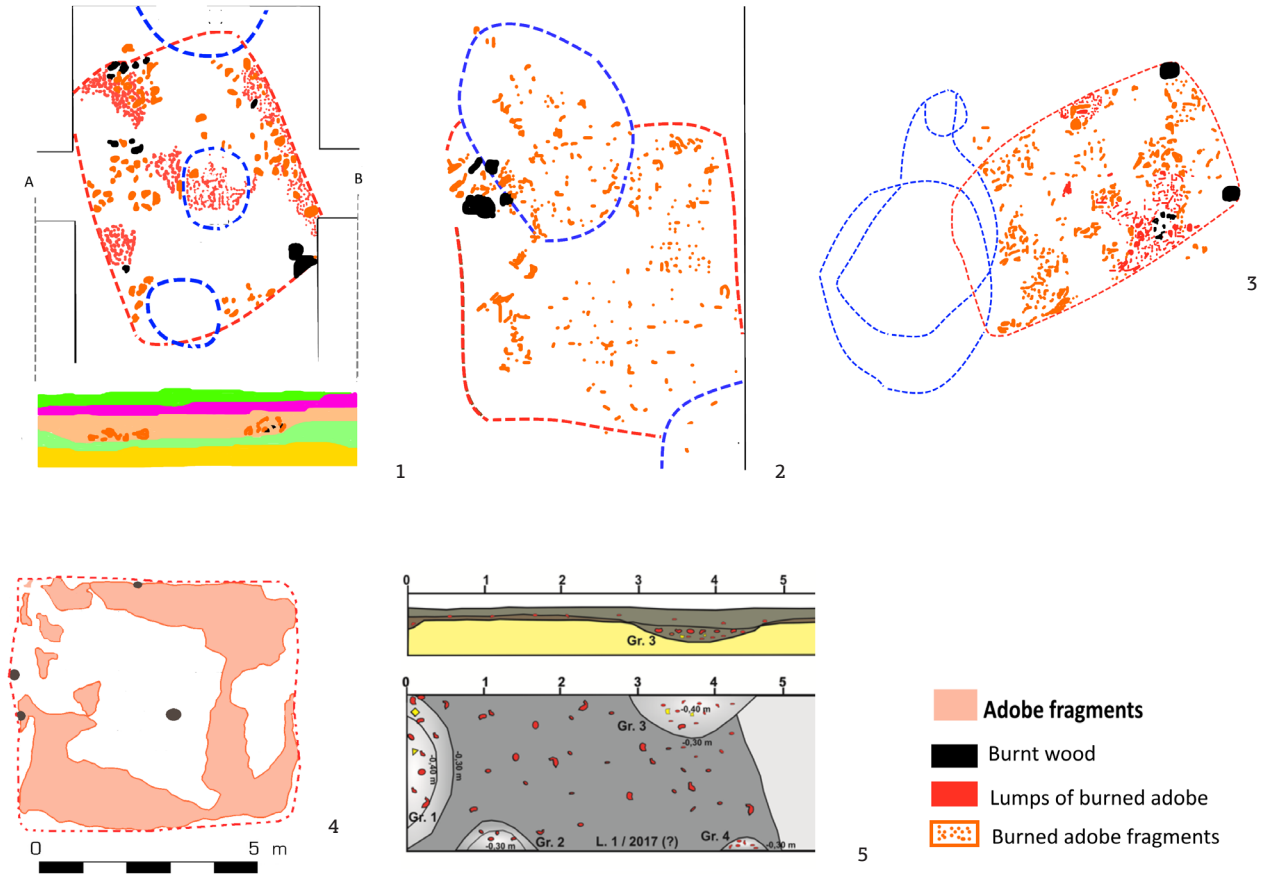 A
B
1
2
3
4
0 5 m
0 1 2 3 4 5
Gr. 3
0 1 2 3 4 5
-0,40 m
Gr. 3
-0,30 m
-0,40 m
-0,30 m
Gr. 1
-0,30 m
Gr. 2
L. 1 / 2017 (?)
Gr. 4
-0,30 m
5
Adobe fragments
Burnt wood
Lumps of burned adobe
Burned adobe fragments